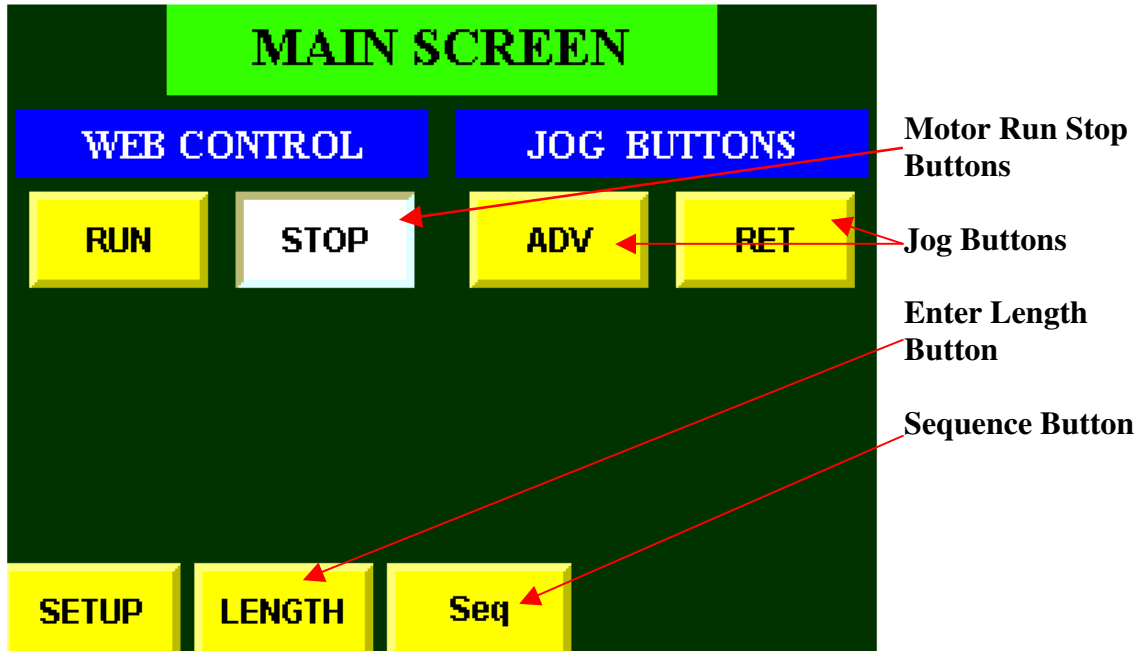 MAIN SCREEN
WEB CONTROL
JOG BUTTONS
RUN
STOP
ADV
RET
Motor Run Stop
Buttons
Jog Buttons
Enter Length
Button
Sequence Button
SETUP
LENGTH
Seq